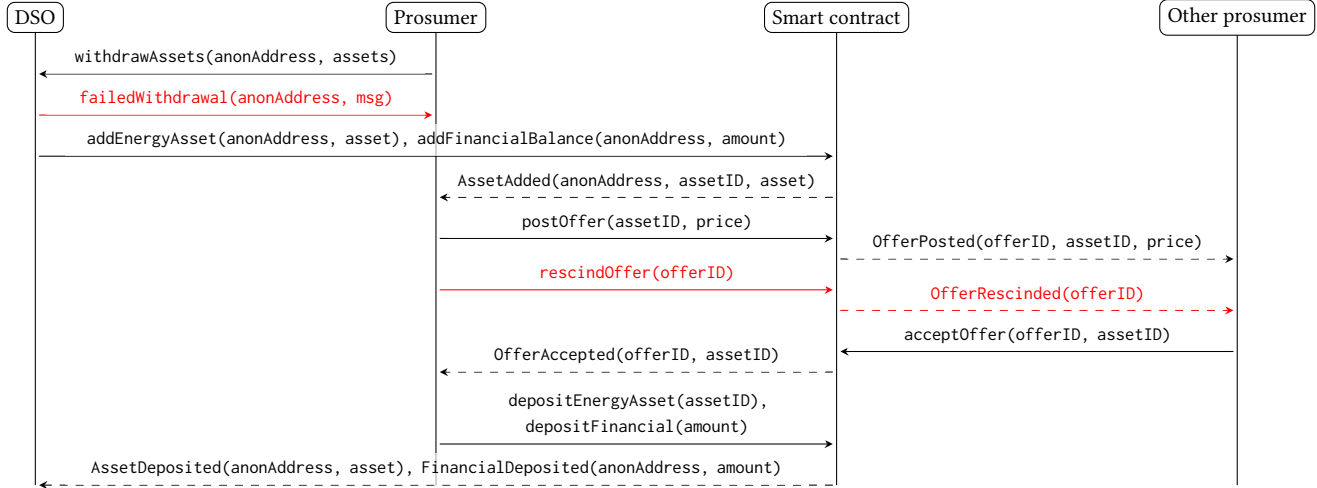 DSO
Prosumer
Smart contract
Other prosumer
withdrawAssets(anonAddress, assets)
failedWithdrawal(anonAddress, msg)
addEnergyAsset(anonAddress, asset), addFinancialBalance(anonAddress, amount)
AssetAdded(anonAddress, assetID, asset)
postOffer(assetID, price)
OfferPosted(offerID, assetID, price)
rescindOffer(offerID)
OfferRescinded(offerID)
acceptOffer(offerID, assetID)
OfferAccepted(offerID, assetID)
depositEnergyAsset(assetID),
depositFinancial(amount)
AssetDeposited(anonAddress, asset), FinancialDeposited(anonAddress, amount)